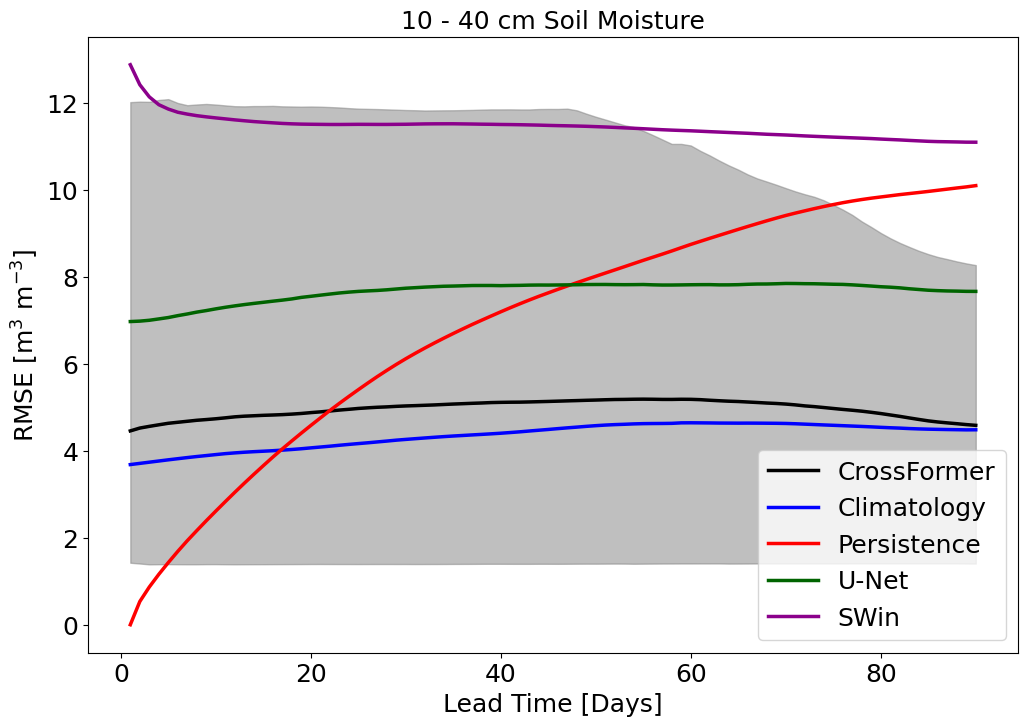 10 - 40 cm Soil Moisture
RMSE [m³ m⁻³]
12
10
8
6
4
2
0
0 20 40 60 80
Lead Time [Days]
CrossFormer
Climatology
Persistence
U-Net
SWin